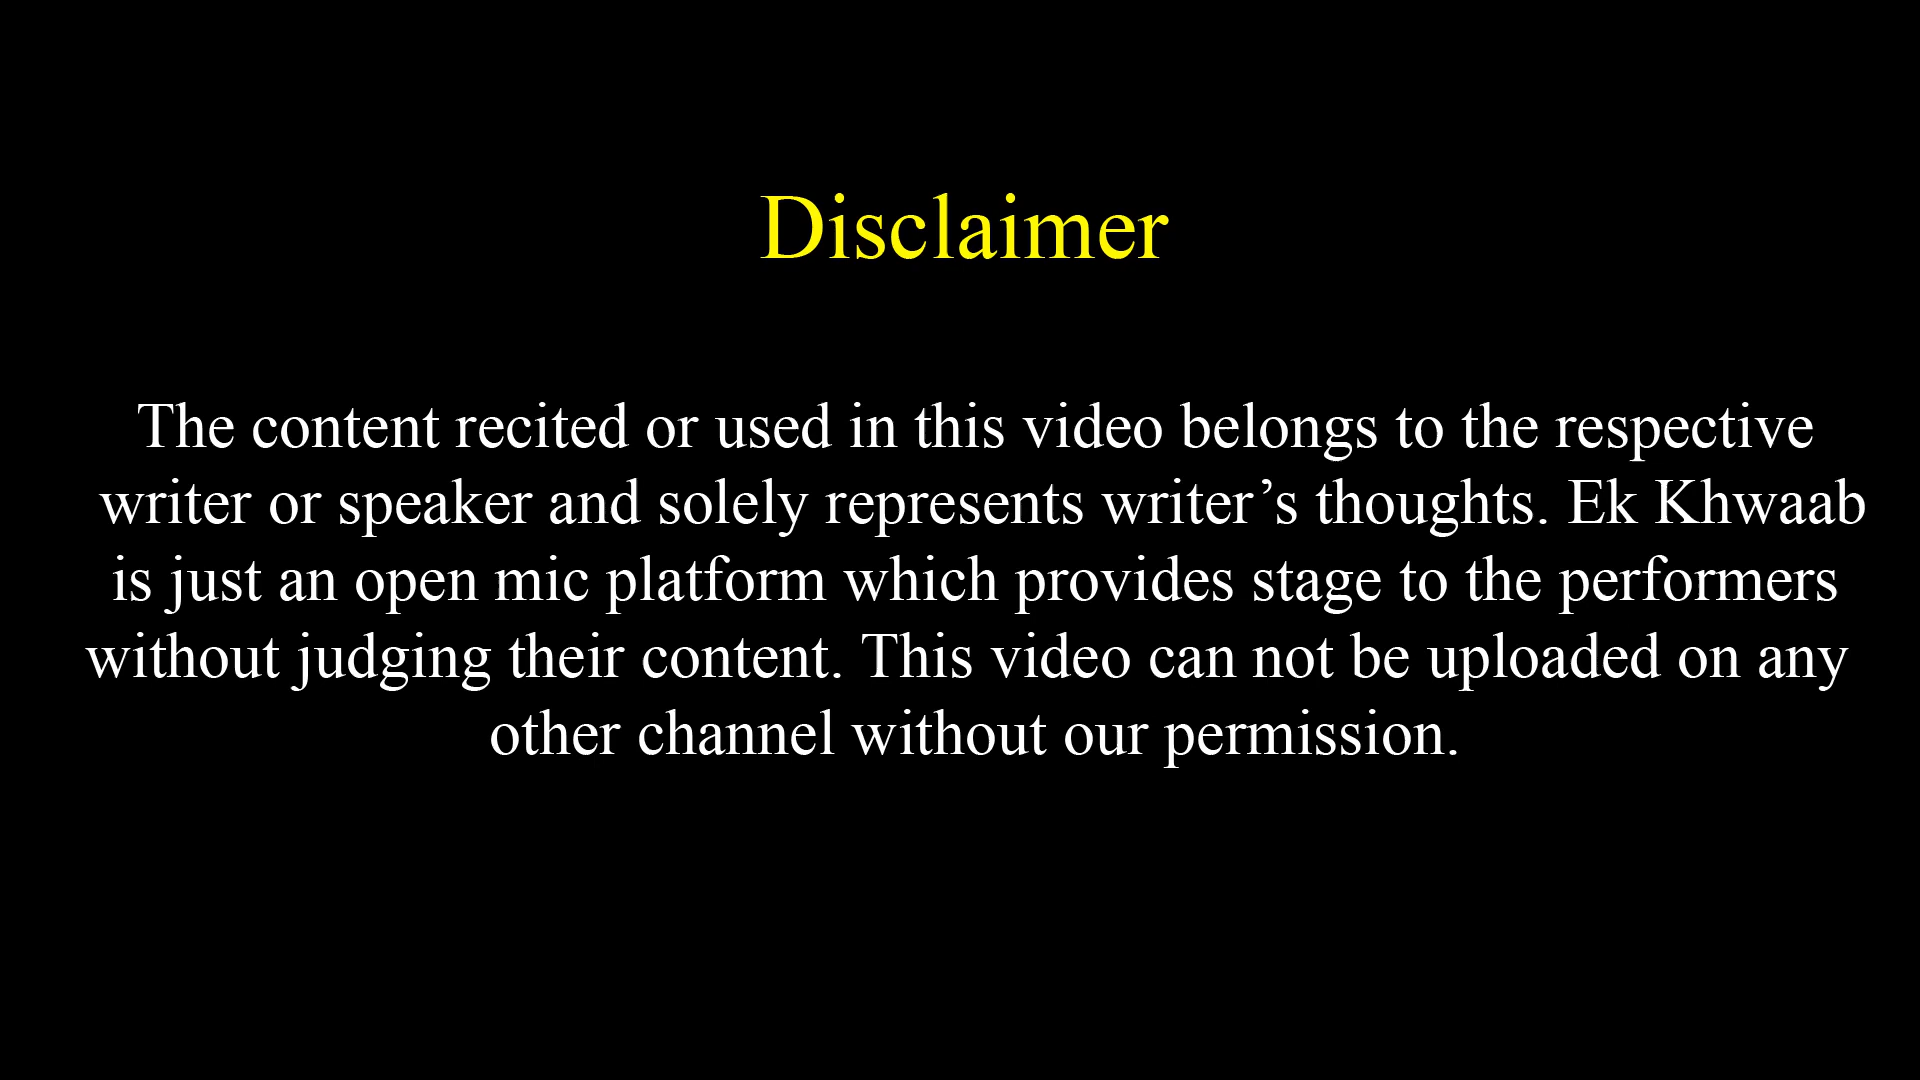 Disclaimer
The content recited or used in this video belongs to the respective
writer or speaker and solely represents writer’s thoughts. Ek Khwaab
is just an open mic platform which provides stage to the performers
without judging their content. This video can not be uploaded on any
other channel without our permission.